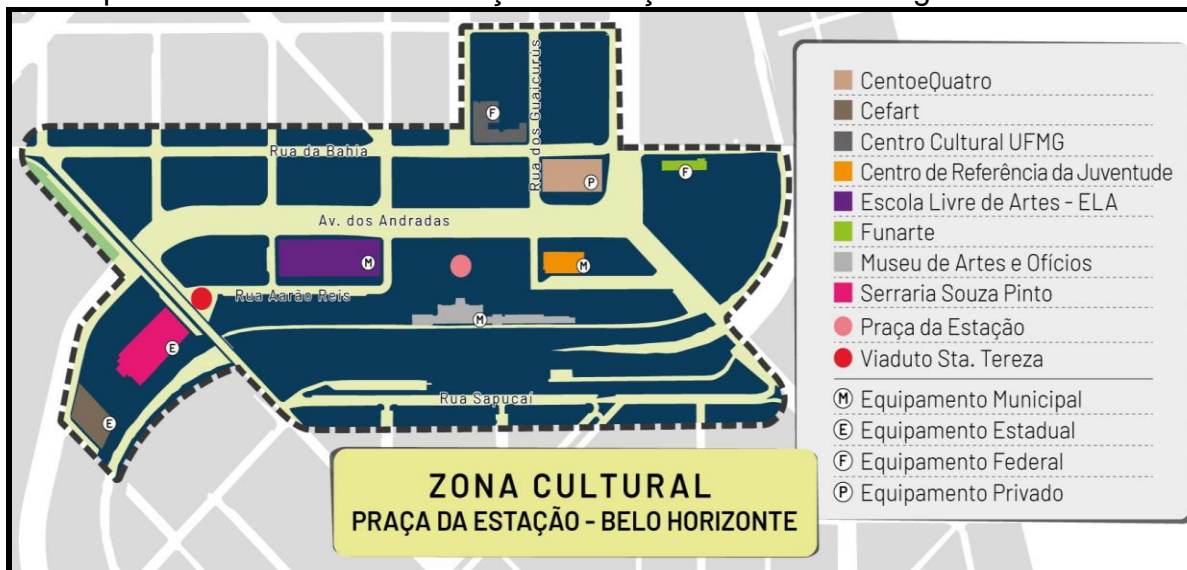 Rua dos Guaicurus
F
Rua da Bahia
P
F
Av. dos Andradas
M
M
Rua Aarão Reis
M
E
E
Rua Sapucaí
ZONA CULTURAL
PRAÇA DA ESTAÇÃO - BELO HORIZONTE
CentoeQuatro
Cefart
Centro Cultural UFMG
Centro de Referência da Juventude
Escola Livre de Artes - ELA
Funarte
Museu de Artes e Ofícios
Serraria Souza Pinto
Praça da Estação
Viaduto Sta. Tereza
M Equipamento Municipal
E Equipamento Estadual
F Equipamento Federal
P Equipamento Privado